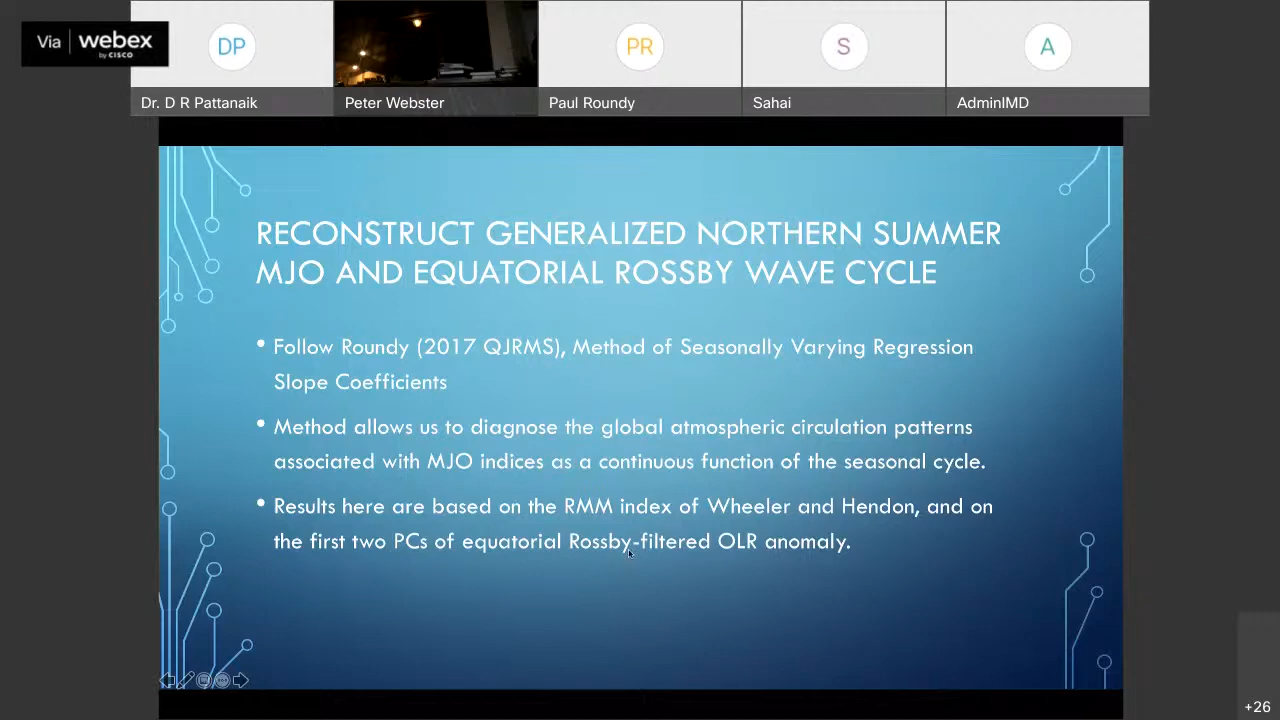 Via webex
by CISCO
DP
PR
S
A
Dr. D R Pattanaik
Peter Webster
Paul Roundy
Sahai
AdminIMD
RECONSTRUCT GENERALIZED NORTHERN SUMMER
MJO AND EQUATORIAL ROSSBY WAVE CYCLE
• Follow Roundy (2017 QJRMS), Method of Seasonally Varying Regression
Slope Coefficients
• Method allows us to diagnose the global atmospheric circulation patterns
associated with MJO indices as a continuous function of the seasonal cycle.
• Results here are based on the RMM index of Wheeler and Hendon, and on
the first two PCs of equatorial Rossby-filtered OLR anomaly.
+26